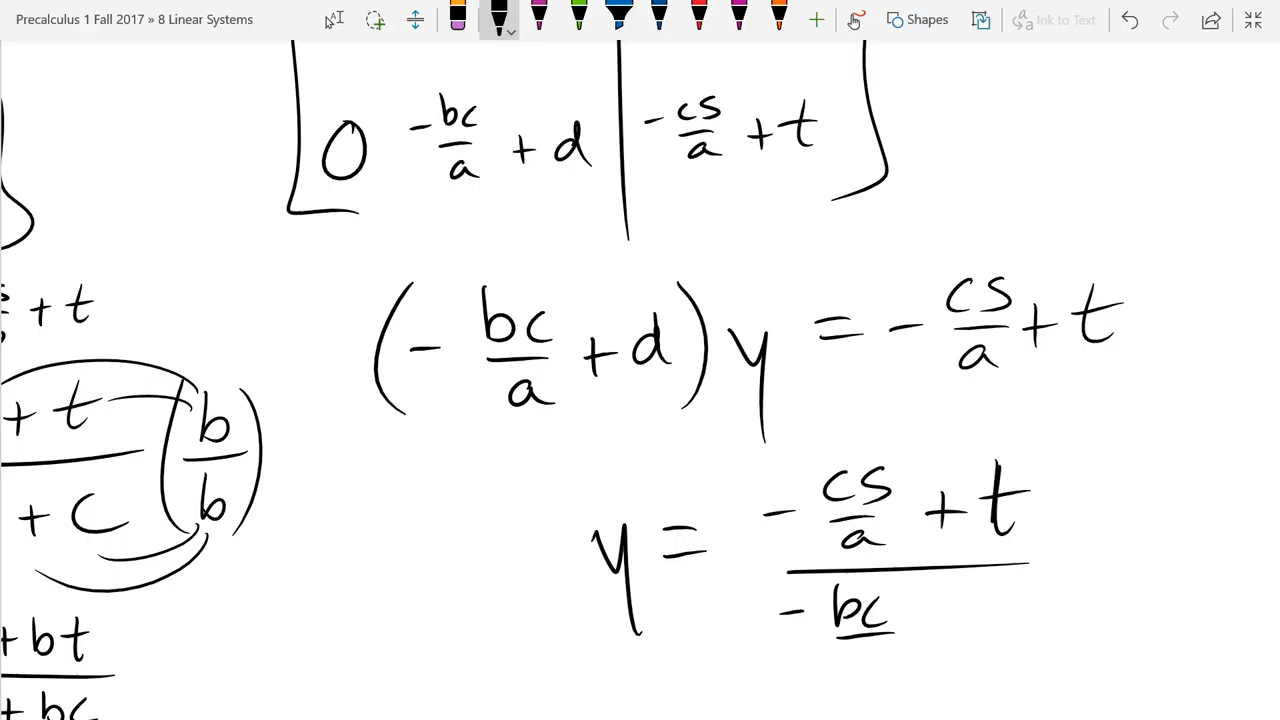 Precalculus 1 Fall 2017 » 8 Linear Systems
Shapes
Ink to Text
0 -bc/a + d | -cs/a + t
+ t
(-bc/a + d) y = -cs/a + t
+ t (b/b)
+ c
y = -cs/a + t
-bc
+ bt
+ bc